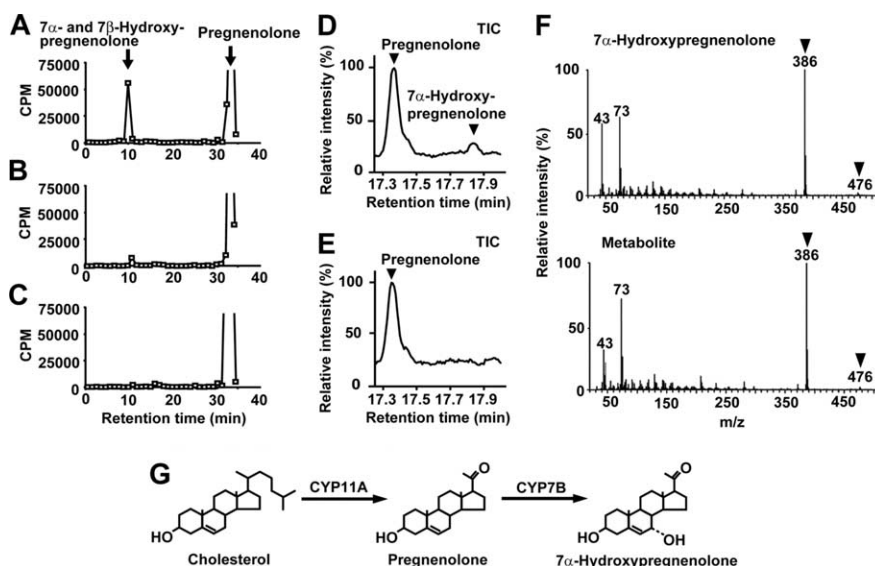 A
7α- and 7β-Hydroxy-
pregnenolone
Pregnenolone
CPM
75000
50000
25000
0
0
10
20
30
40
B
CPM
75000
50000
25000
0
0
10
20
30
40
C
CPM
75000
50000
25000
0
0
10
20
30
40
Retention time (min)
D
TIC
Pregnenolone
7α-Hydroxy-
pregnenolone
Relative intensity (%)
100
50
0
17.3
17.5
17.7
17.9
Retention time (min)
E
TIC
Pregnenolone
Relative intensity (%)
100
50
0
17.3
17.5
17.7
17.9
Retention time (min)
F
7α-Hydroxypregnenolone
386
Relative intensity (%)
100
50
0
43
73
476
50
150
250
350
450
Metabolite
386
100
50
0
43
73
476
50
150
250
350
450
m/z
G
CYP11A
CYP7B
O
O
HO
HO
HO
OH
Cholesterol
Pregnenolone
7α-Hydroxypregnenolone